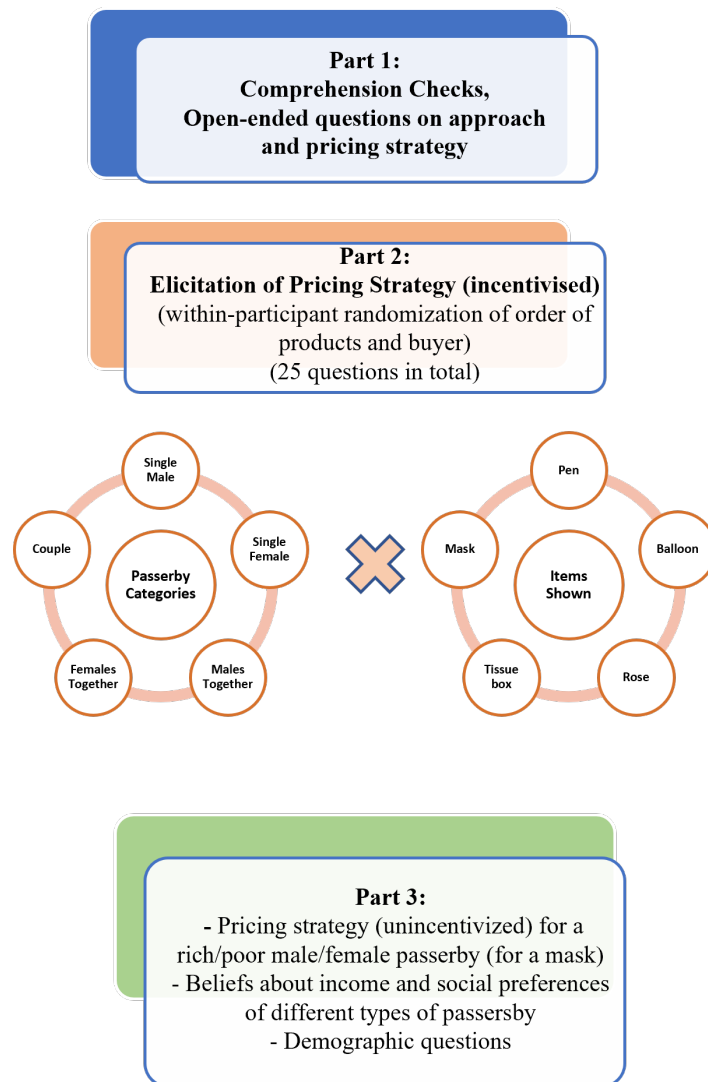 Part 1:
Comprehension Checks,
Open-ended questions on approach
and pricing strategy
Part 2:
Elicitation of Pricing Strategy (incentivised)
(within-participant randomization of order of
products and buyer)
(25 questions in total)
Single
Male
Single
Female
Males
Together
Females
Together
Couple
Passerby
Categories
Pen
Balloon
Rose
Tissue
box
Mask
Items
Shown
Part 3:
- Pricing strategy (unincentivized) for a
rich/poor male/female passerby (for a mask)
- Beliefs about income and social preferences
of different types of passersby
- Demographic questions